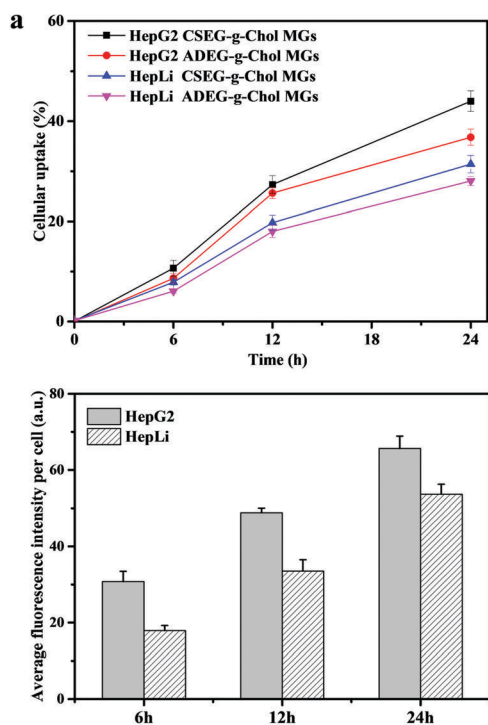 a
HepG2 CSEG-g-Chol MGs
HepG2 ADEG-g-Chol MGs
HepLi CSEG-g-Chol MGs
HepLi ADEG-g-Chol MGs
Cellular uptake (%)
60
40
20
0
0 6 12 18 24
Time (h)
Average fluorescence intensity per cell (a.u.)
80
60
40
20
0
HepG2
HepLi
6h 12h 24h